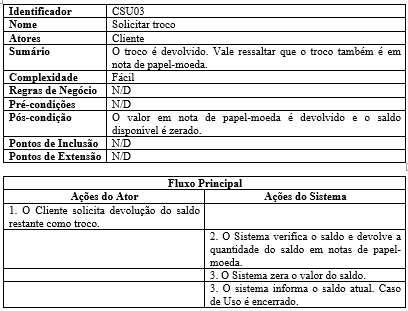 Identificador CSU03
Nome Solicitar troco
Atores Cliente
Sumário O troco é devolvido. Vale ressaltar que o troco também é em
nota de papel-moeda.
Complexidade Fácil
Regras de Negócio N/D
Pré-condições N/D
Pós-condição O valor em nota de papel-moeda é devolvido e o saldo
disponível é zerado.
Pontos de Inclusão N/D
Pontos de Extensão N/D
Fluxo Principal
Ações do Ator Ações do Sistema
1. O Cliente solicita devolução do saldo
restante como troco.
2. O Sistema verifica o saldo e devolve a
quantidade do saldo em notas de papel-
moeda.
3. O Sistema zera o valor do saldo.
3. O sistema informa o saldo atual. Caso
de Uso é encerrado.